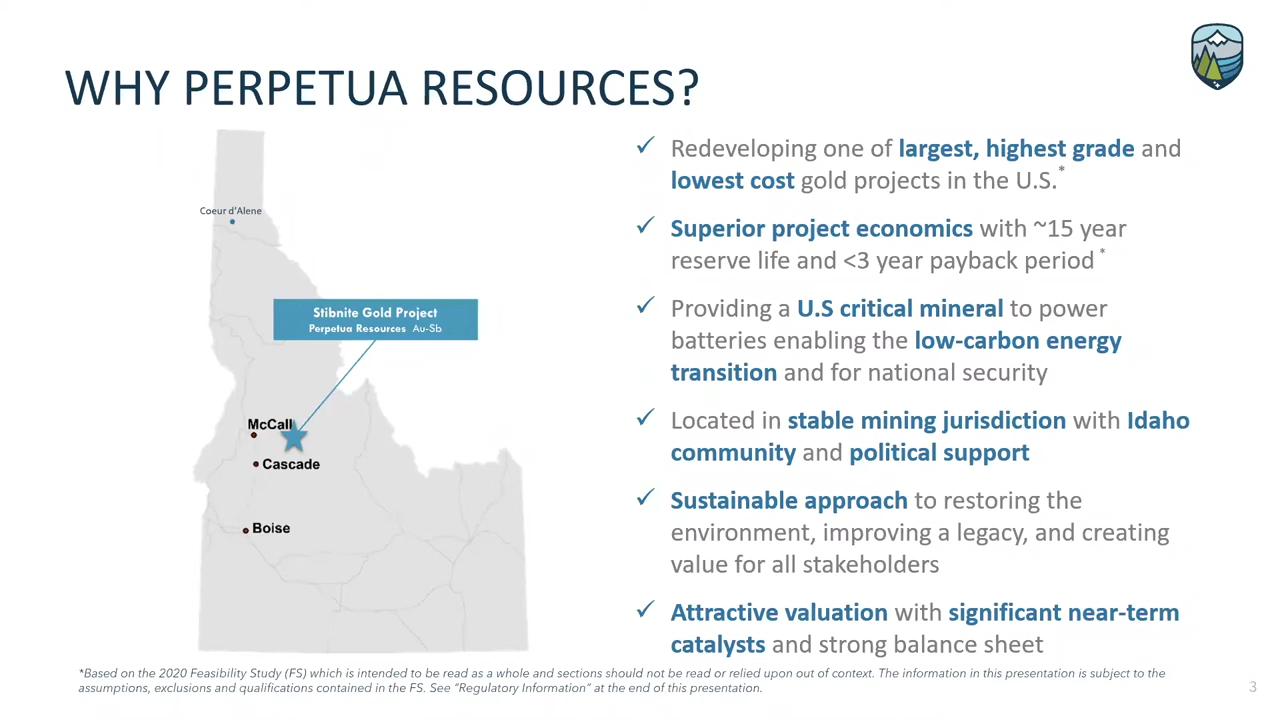 WHY PERPETUA RESOURCES?
Coeur d'Alene
Stibnite Gold Project
Perpetua Resources Au-Sb
McCall
Cascade
Boise
✓ Redeveloping one of largest, highest grade and
lowest cost gold projects in the U.S.*
✓ Superior project economics with ~15 year
reserve life and <3 year payback period *
✓ Providing a U.S critical mineral to power
batteries enabling the low-carbon energy
transition and for national security
✓ Located in stable mining jurisdiction with Idaho
community and political support
✓ Sustainable approach to restoring the
environment, improving a legacy, and creating
value for all stakeholders
✓ Attractive valuation with significant near-term
catalysts and strong balance sheet
*Based on the 2020 Feasibility Study (FS) which is intended to be read as a whole and sections should not be read or relied upon out of context. The information in this presentation is subject to the
assumptions, exclusions and qualifications contained in the FS. See "Regulatory Information" at the end of this presentation.
3